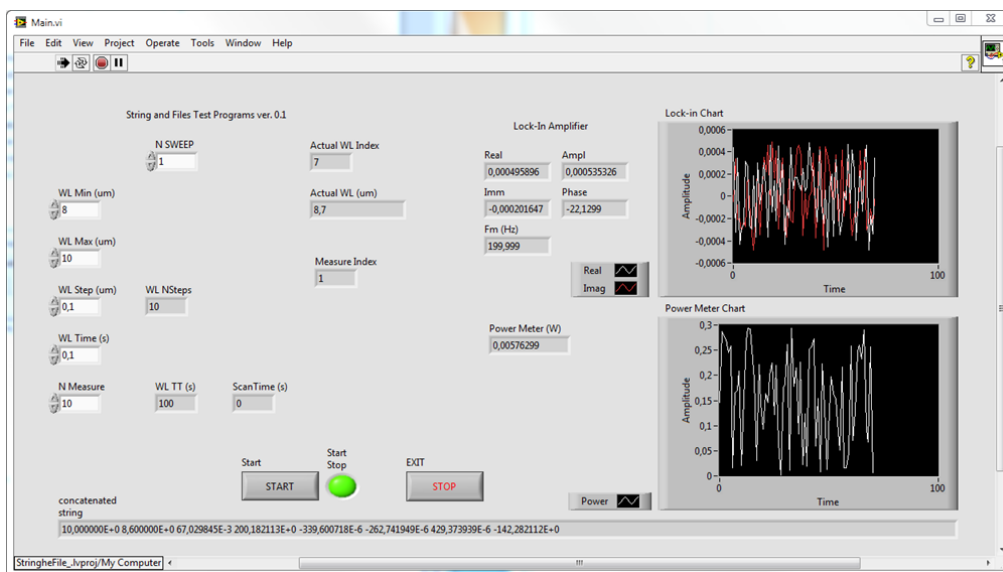 Main.vi
File Edit View Project Operate Tools Window Help
String and Files Test Programs ver. 0.1
N SWEEP
1
WL Min (um)
8
WL Max (um)
10
WL Step (um)
0,1
WL NSteps
10
WL Time (s)
0,1
N Measure
10
WL TT (s)
100
ScanTime (s)
0
Actual WL Index
7
Actual WL (um)
8,7
Measure Index
1
Lock-In Amplifier
Real
0,000495896
Ampl
0,000535326
Imm
-0,000201647
Phase
-22,1299
Fm (Hz)
199,999
Real
Imag
Power Meter (W)
0,00576299
Lock-in Chart
0,0006
0,0004
0,0002
0
-0,0002
-0,0004
-0,0006
Amplitude
0
100
Time
Power Meter Chart
0,3
0,25
0,2
0,15
0,1
0,05
0
Amplitude
0
100
Time
Power
Start
START
Start
Stop
EXIT
STOP
concatenated
string
10,000000E+0 8,600000E+0 67,029845E-3 200,182113E+0 -339,600718E-6 -262,741949E-6 429,373939E-6 -142,282112E+0
StringheFile_.lvproj/My Computer